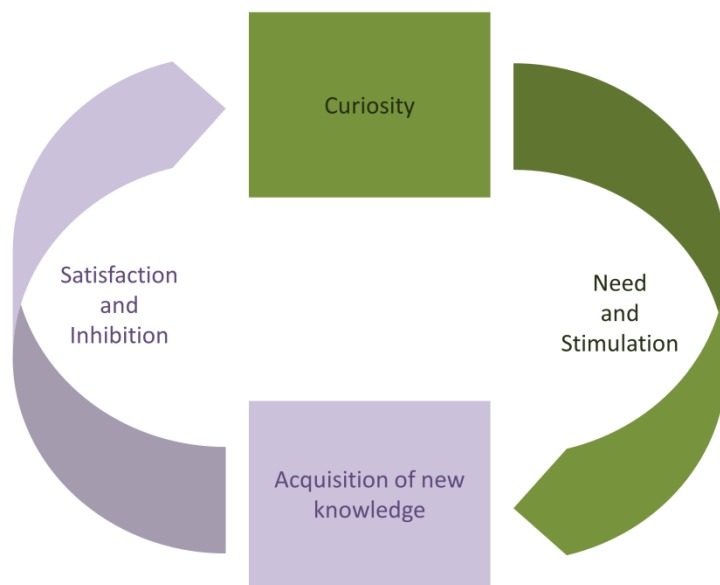 Curiosity
Satisfaction
and
Inhibition
Need
and
Stimulation
Acquisition of new
knowledge